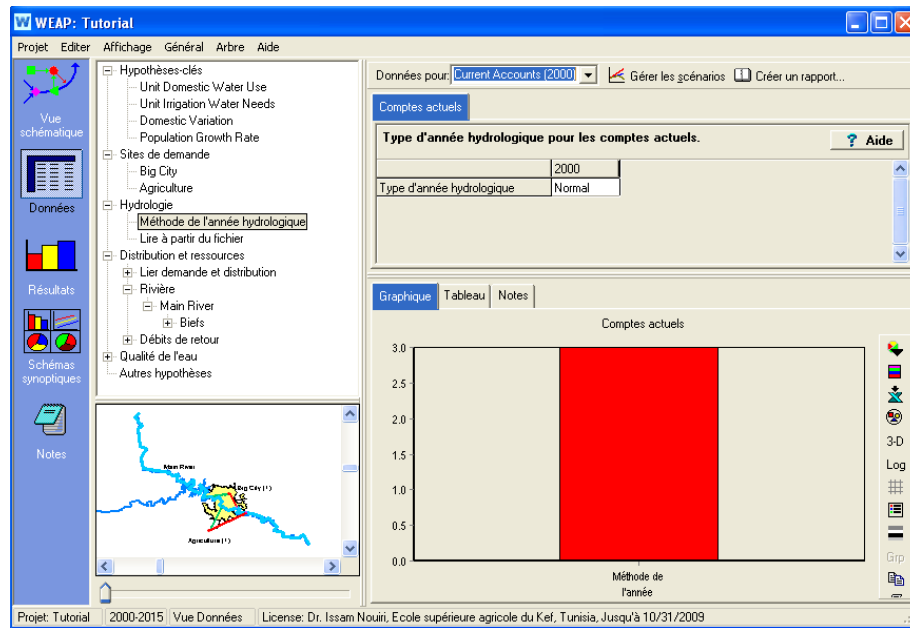 WEAP: Tutorial
Projet Editer Affichage Général Arbre Aide
Vue
schématique
Données
Résultats
Schémas
synoptiques
Notes
Hypothèses-clés
Unit Domestic Water Use
Unit Irrigation Water Needs
Domestic Variation
Population Growth Rate
Sites de demande
Big City
Agriculture
Hydrologie
Méthode de l'année hydrologique
Lire à partir du fichier
Distribution et ressources
Lier demande et distribution
Rivière
Main River
Biefs
Débits de retour
Qualité de l'eau
Autres hypothèses
Main River
Big City (1)
Agriculture (1)
Données pour: Current Accounts (2000) Gérer les scénarios Créer un rapport...
Comptes actuels
Type d'année hydrologique pour les comptes actuels. ? Aide
2000
Type d'année hydrologique Normal
Graphique Tableau Notes
Comptes actuels
3.0
2.5
2.0
1.5
1.0
0.5
0.0
Méthode de
l'année
3-D
Log
Grp
Projet: Tutorial 2000-2015 Vue Données License: Dr. Issam Nouiri, Ecole supérieure agricole du Kef, Tunisia, Jusqu'à 10/31/2009